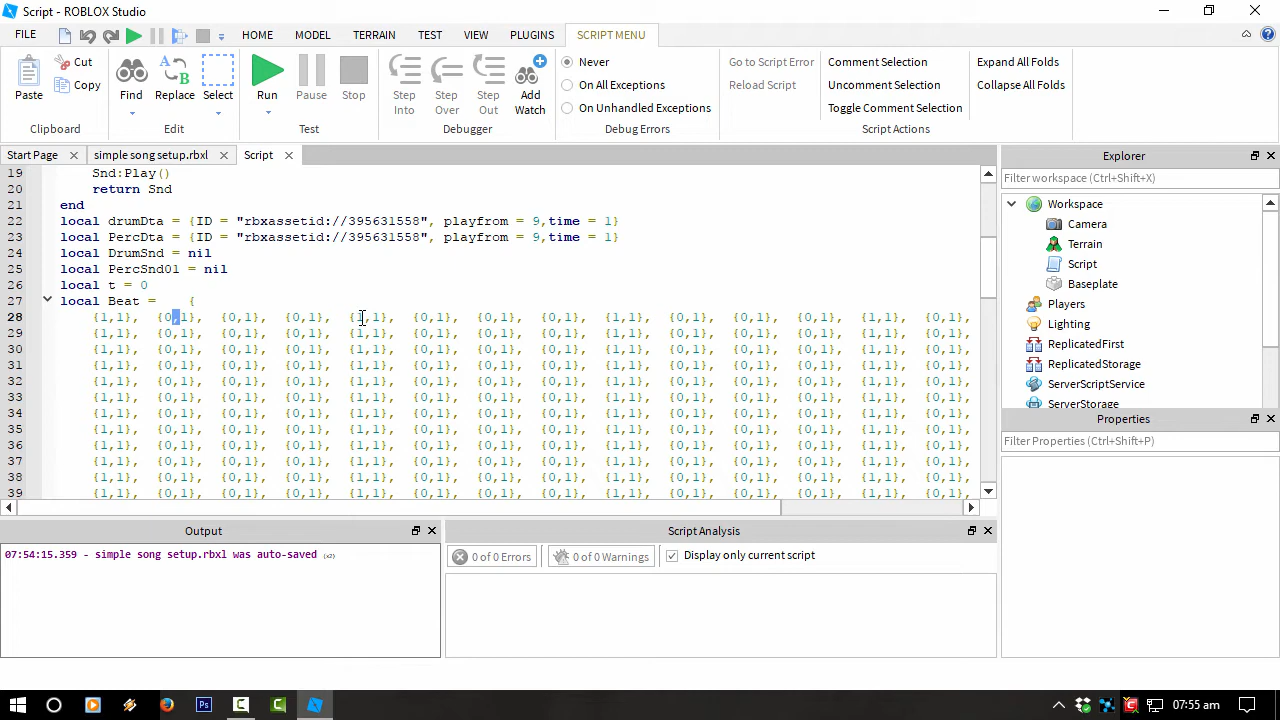 Script - ROBLOX Studio
FILE HOME MODEL TERRAIN TEST VIEW PLUGINS SCRIPT MENU
Paste Cut Copy Find Replace Select Run Pause Stop Step Into Step Over Step Out Add Watch
Never
On All Exceptions
On Unhandled Exceptions
Go to Script Error
Reload Script
Comment Selection
Uncomment Selection
Toggle Comment Selection
Expand All Folds
Collapse All Folds
Clipboard Edit Test Debugger Debug Errors Script Actions
Start Page simple song setup.rbxl Script
19 Snd:Play()
20 return Snd
21 end
22 local drumDta = {ID = "rbxassetid://395631558", playfrom = 9,time = 1}
23 local PercDta = {ID = "rbxassetid://395631558", playfrom = 9,time = 1}
24 local DrumSnd = nil
25 local PercSnd01 = nil
26 local t = 0
27 local Beat = {
28 {1,1}, {0,1}, {0,1}, {0,1}, {1,1}, {0,1}, {0,1}, {0,1}, {1,1}, {0,1}, {0,1}, {0,1}, {1,1}, {0,1},
29 {1,1}, {0,1}, {0,1}, {0,1}, {1,1}, {0,1}, {0,1}, {0,1}, {1,1}, {0,1}, {0,1}, {0,1}, {1,1}, {0,1},
30 {1,1}, {0,1}, {0,1}, {0,1}, {1,1}, {0,1}, {0,1}, {0,1}, {1,1}, {0,1}, {0,1}, {0,1}, {1,1}, {0,1},
31 {1,1}, {0,1}, {0,1}, {0,1}, {1,1}, {0,1}, {0,1}, {0,1}, {1,1}, {0,1}, {0,1}, {0,1}, {1,1}, {0,1},
32 {1,1}, {0,1}, {0,1}, {0,1}, {1,1}, {0,1}, {0,1}, {0,1}, {1,1}, {0,1}, {0,1}, {0,1}, {1,1}, {0,1},
33 {1,1}, {0,1}, {0,1}, {0,1}, {1,1}, {0,1}, {0,1}, {0,1}, {1,1}, {0,1}, {0,1}, {0,1}, {1,1}, {0,1},
34 {1,1}, {0,1}, {0,1}, {0,1}, {1,1}, {0,1}, {0,1}, {0,1}, {1,1}, {0,1}, {0,1}, {0,1}, {1,1}, {0,1},
35 {1,1}, {0,1}, {0,1}, {0,1}, {1,1}, {0,1}, {0,1}, {0,1}, {1,1}, {0,1}, {0,1}, {0,1}, {1,1}, {0,1},
36 {1,1}, {0,1}, {0,1}, {0,1}, {1,1}, {0,1}, {0,1}, {0,1}, {1,1}, {0,1}, {0,1}, {0,1}, {1,1}, {0,1},
37 {1,1}, {0,1}, {0,1}, {0,1}, {1,1}, {0,1}, {0,1}, {0,1}, {1,1}, {0,1}, {0,1}, {0,1}, {1,1}, {0,1},
38 {1,1}, {0,1}, {0,1}, {0,1}, {1,1}, {0,1}, {0,1}, {0,1}, {1,1}, {0,1}, {0,1}, {0,1}, {1,1}, {0,1},
39 {1,1}, {0,1}, {0,1}, {0,1}, {1,1}, {0,1}, {0,1}, {0,1}, {1,1}, {0,1}, {0,1}, {0,1}, {1,1}, {0,1},
Explorer
Filter workspace (Ctrl+Shift+X)
Workspace
Camera
Terrain
Script
Baseplate
Players
Lighting
ReplicatedFirst
ReplicatedStorage
ServerScriptService
ServerStorage
Properties
Filter Properties (Ctrl+Shift+P)
Output
07:54:15.359 - simple song setup.rbxl was auto-saved (x2)
Script Analysis
0 of 0 Errors 0 of 0 Warnings Display only current script
Ps
07:55 am